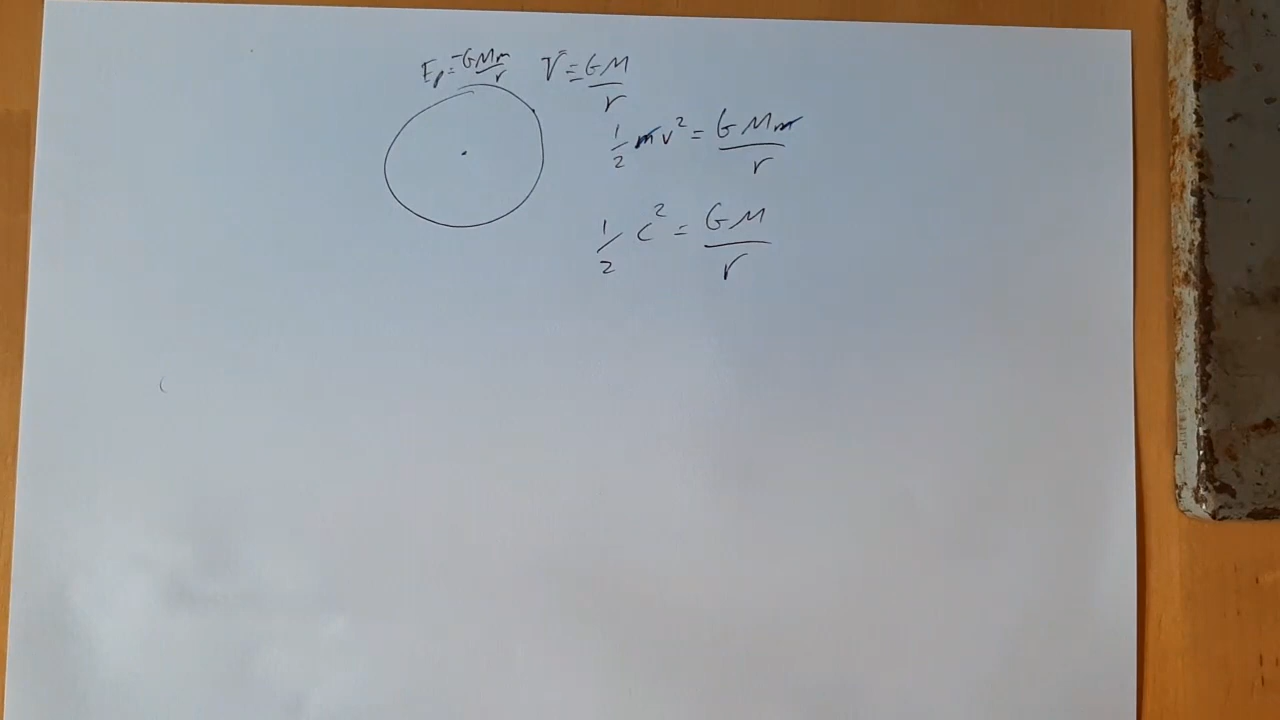 Ep = -GMm/r V = GM/r
1/2 mv² = GMm/r
1/2 c² = GM/r